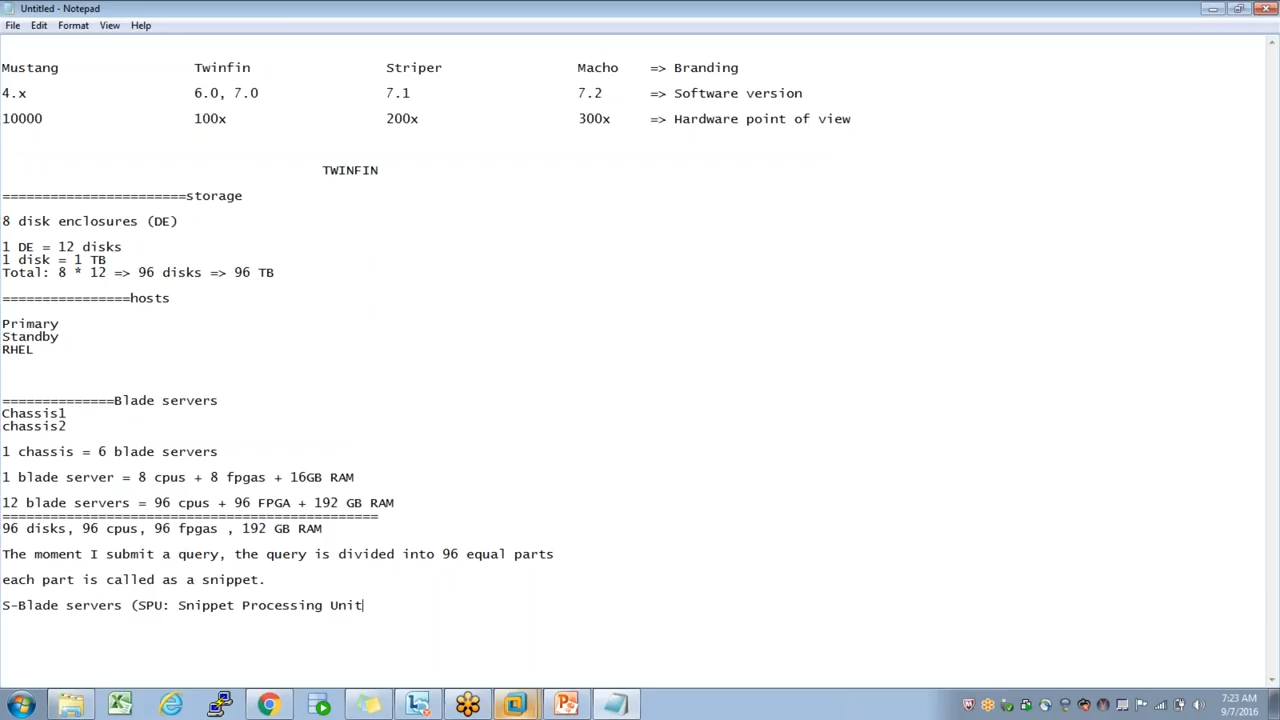 Untitled - Notepad
File Edit Format View Help
Mustang Twinfin Striper Macho => Branding
4.x 6.0, 7.0 7.1 7.2 => Software version
10000 100x 200x 300x => Hardware point of view
TWINFIN
=======================storage
8 disk enclosures (DE)
1 DE = 12 disks
1 disk = 1 TB
Total: 8 * 12 => 96 disks => 96 TB
================hosts
Primary
Standby
RHEL
==============Blade servers
Chassis1
chassis2
1 chassis = 6 blade servers
1 blade server = 8 cpus + 8 fpgas + 16GB RAM
12 blade servers = 96 cpus + 96 FPGA + 192 GB RAM
===============================================
96 disks, 96 cpus, 96 fpgas , 192 GB RAM
The moment I submit a query, the query is divided into 96 equal parts
each part is called as a snippet.
S-Blade servers (SPU: Snippet Processing Unit
7:23 AM
9/7/2016